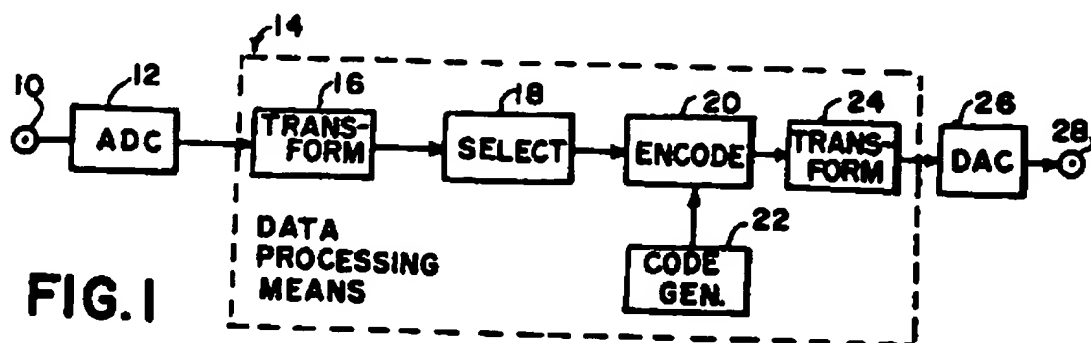 14
10
12
16
18
20
24
26
28
ADC
TRANS-
FORM
SELECT
ENCODE
TRANS-
FORM
DAC
22
DATA
PROCESSING
MEANS
CODE
GEN.
FIG. 1